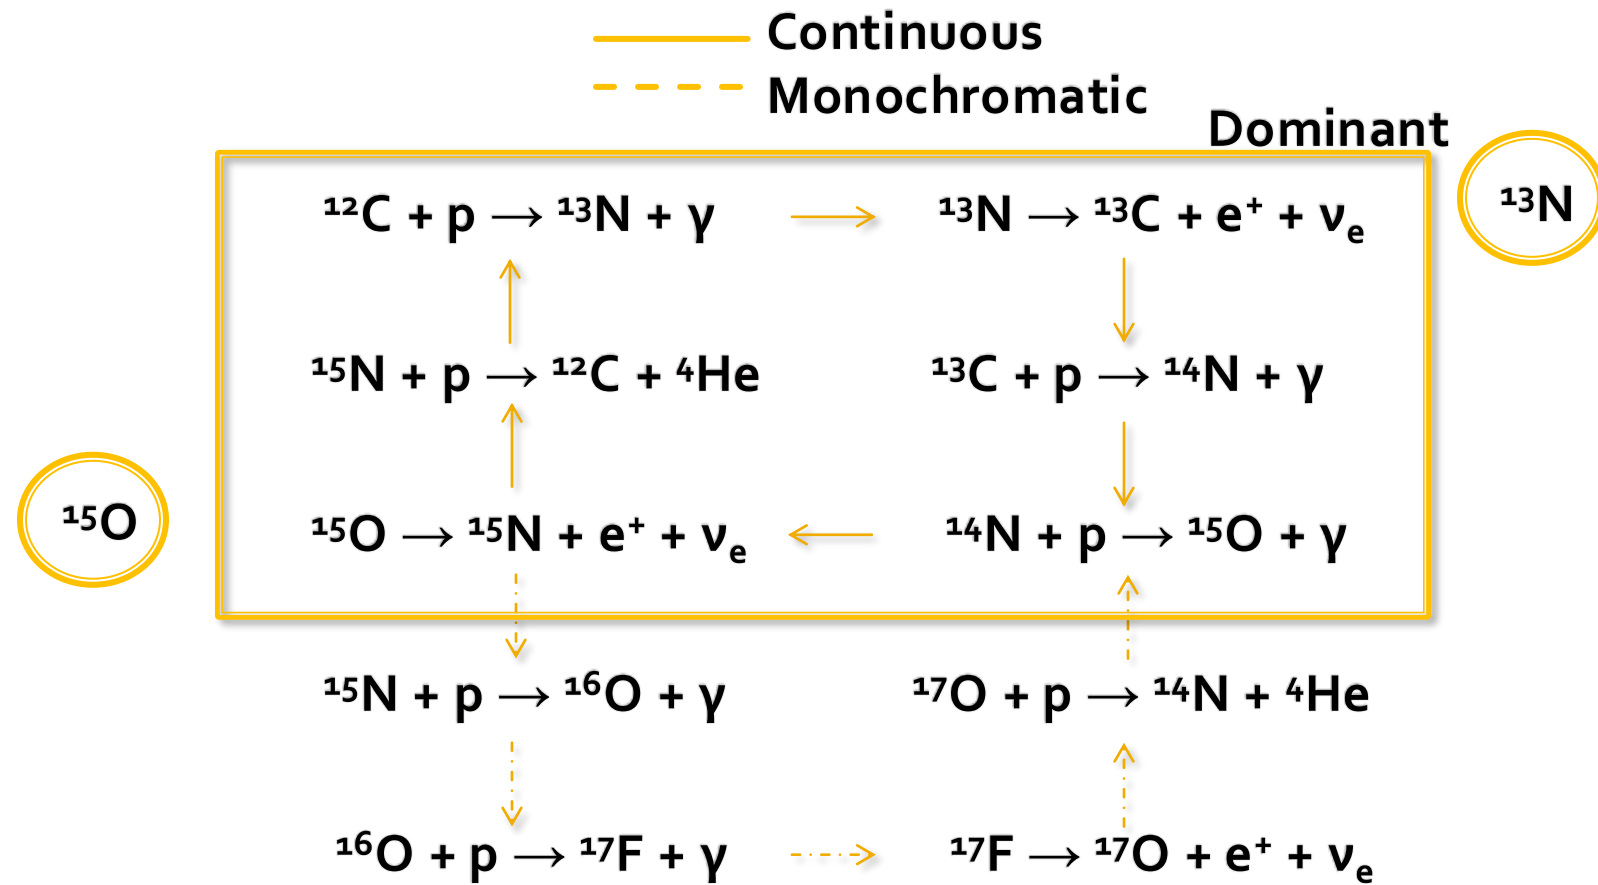 Continuous
Monochromatic
Dominant
¹²C + p → ¹³N + γ
¹³N → ¹³C + e⁺ + νₑ
¹³N
¹⁵N + p → ¹²C + ⁴He
¹³C + p → ¹⁴N + γ
¹⁵O
¹⁵O → ¹⁵N + e⁺ + νₑ
¹⁴N + p → ¹⁵O + γ
¹⁵N + p → ¹⁶O + γ
¹⁷O + p → ¹⁴N + ⁴He
¹⁶O + p → ¹⁷F + γ
¹⁷F → ¹⁷O + e⁺ + νₑ